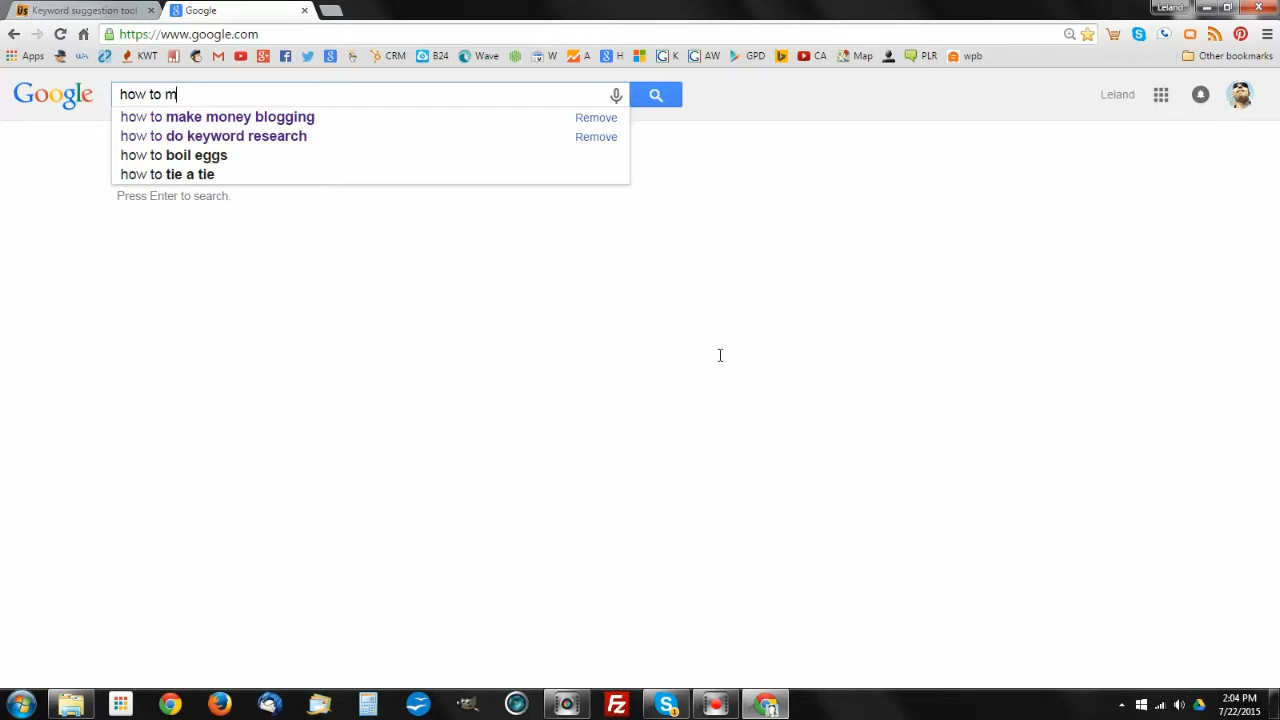 Keyword suggestion tool
Google
Leland
https://www.google.com
Apps KWT CRM B24 Wave W A H K AW GPD CA Map PLR wpb Other bookmarks
Google how to m Leland
how to make money blogging Remove
how to do keyword research Remove
how to boil eggs
how to tie a tie
Press Enter to search.
2:04 PM
7/22/2015